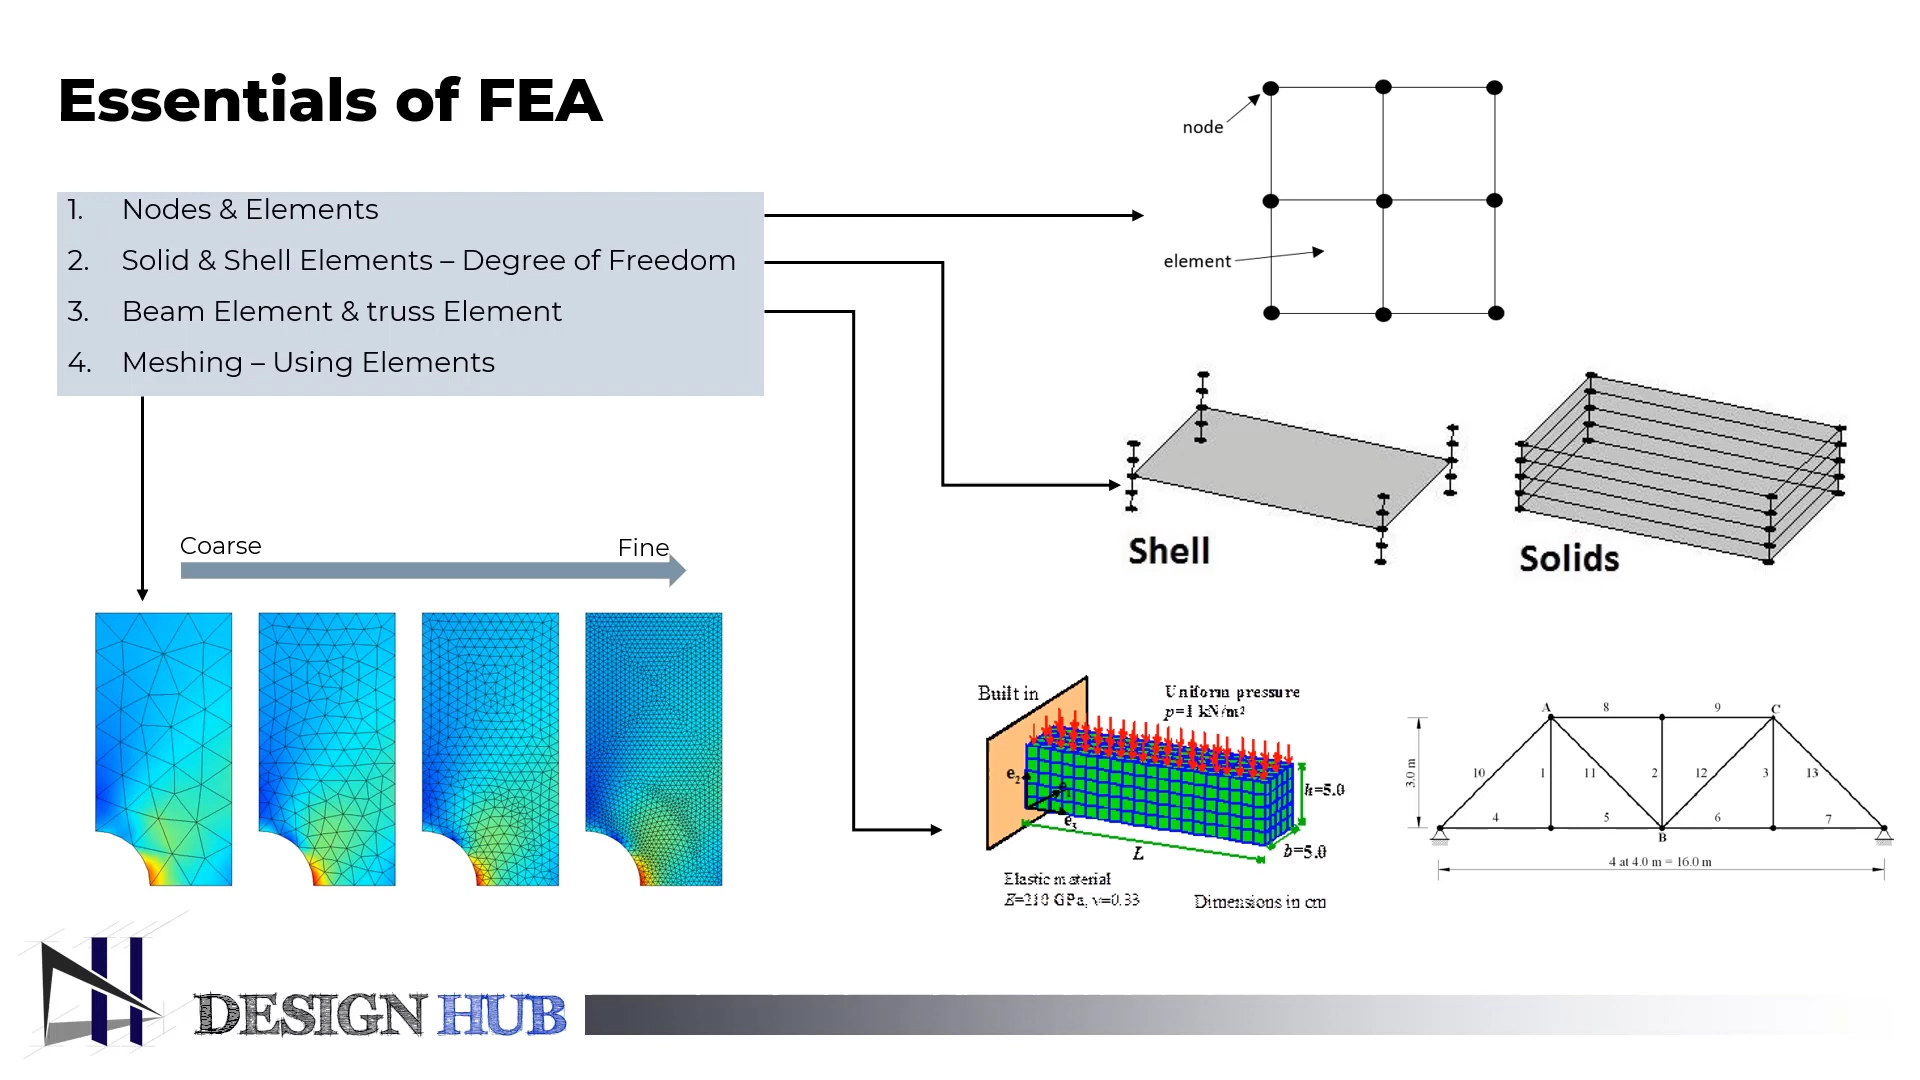 Essentials of FEA
1. Nodes & Elements
2. Solid & Shell Elements – Degree of Freedom
3. Beam Element & truss Element
4. Meshing – Using Elements
node
element
Shell
Solids
Coarse
Fine
Built in
Uniform pressure
p=1 kN/m²
e₂
e₁
e₃
h=5.0
b=5.0
L
Elastic material
E=210 GPa, ν=0.33
Dimensions in cm
A
8
9
C
3.0 m
10
1
11
2
12
3
13
4
5
6
7
B
4 at 4.0 m = 16.0 m
DESIGN HUB